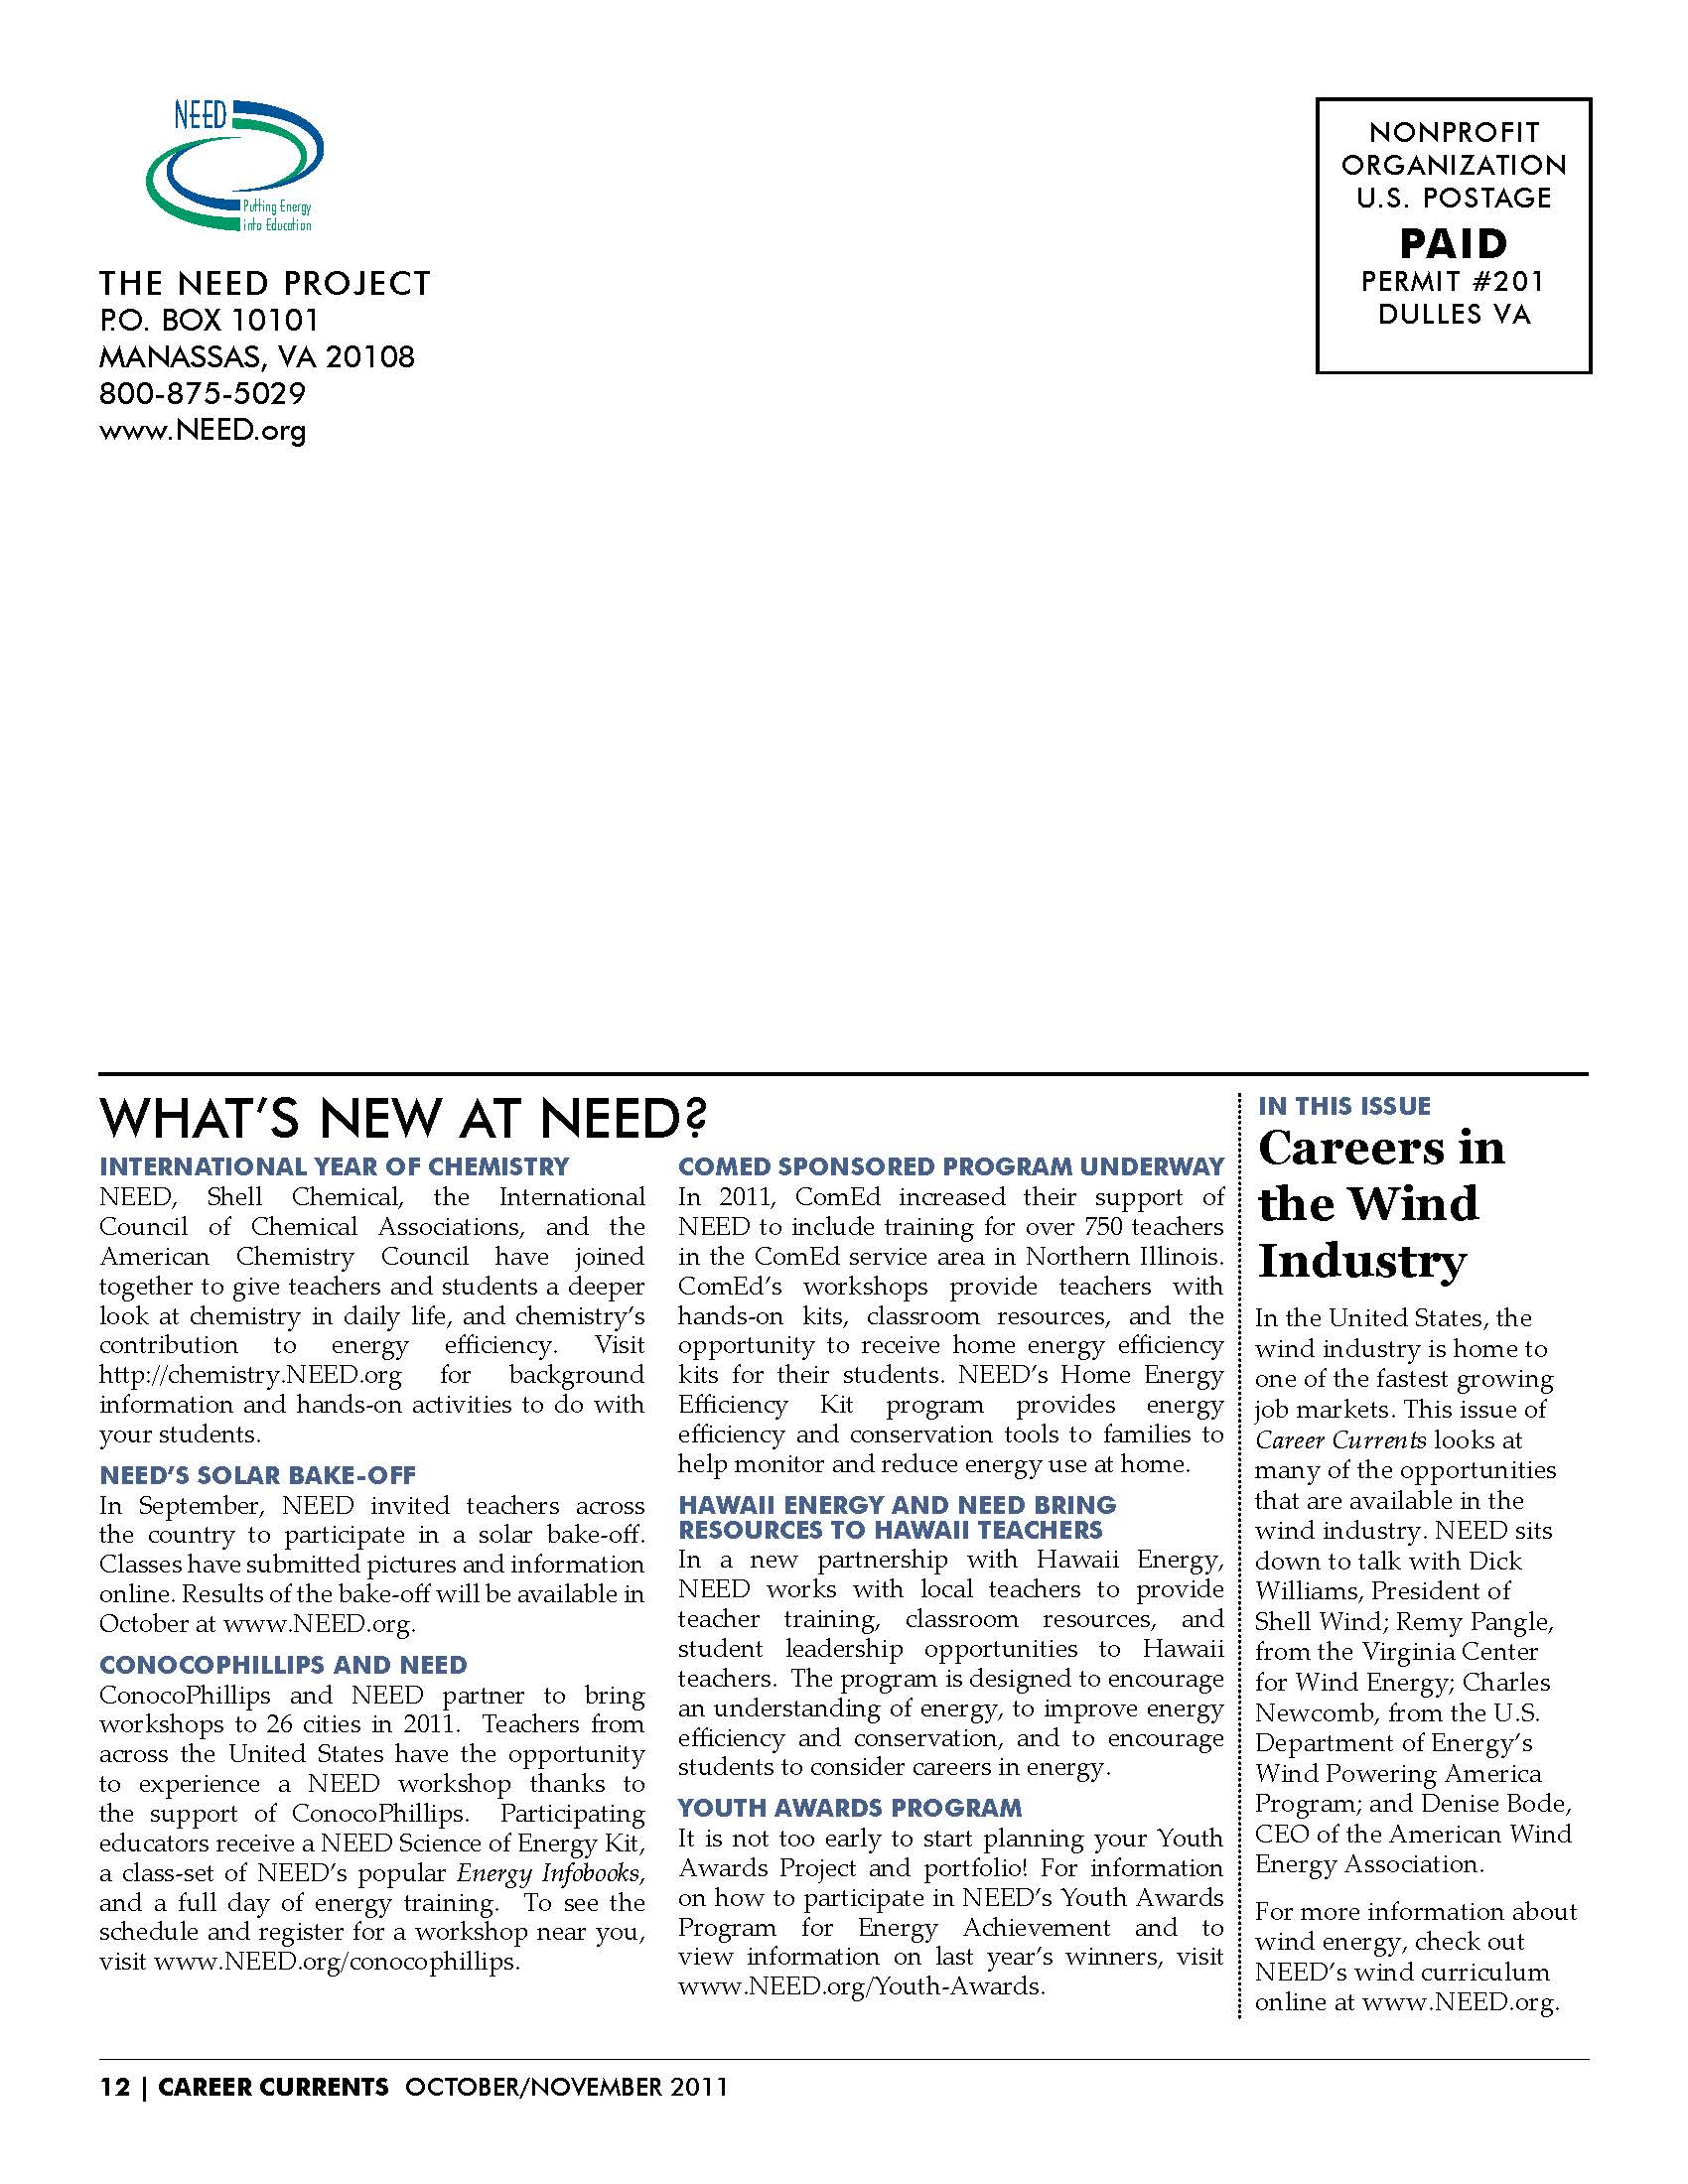 NEED
Putting Energy
into Education
THE NEED PROJECT
P.O. BOX 10101
MANASSAS, VA 20108
800-875-5029
www.NEED.org
NONPROFIT
ORGANIZATION
U.S. POSTAGE
PAID
PERMIT #201
DULLES VA
WHAT'S NEW AT NEED?
INTERNATIONAL YEAR OF CHEMISTRY
NEED, Shell Chemical, the International
Council of Chemical Associations, and the
American Chemistry Council have joined
together to give teachers and students a deeper
look at chemistry in daily life, and chemistry's
contribution to energy efficiency. Visit
http://chemistry.NEED.org for background
information and hands-on activities to do with
your students.
NEED'S SOLAR BAKE-OFF
In September, NEED invited teachers across
the country to participate in a solar bake-off.
Classes have submitted pictures and information
online. Results of the bake-off will be available in
October at www.NEED.org.
CONOCOPHILLIPS AND NEED
ConocoPhillips and NEED partner to bring
workshops to 26 cities in 2011. Teachers from
across the United States have the opportunity
to experience a NEED workshop thanks to
the support of ConocoPhillips. Participating
educators receive a NEED Science of Energy Kit,
a class-set of NEED's popular Energy Infobooks,
and a full day of energy training. To see the
schedule and register for a workshop near you,
visit www.NEED.org/conocophillips.
COMED SPONSORED PROGRAM UNDERWAY
In 2011, ComEd increased their support of
NEED to include training for over 750 teachers
in the ComEd service area in Northern Illinois.
ComEd's workshops provide teachers with
hands-on kits, classroom resources, and the
opportunity to receive home energy efficiency
kits for their students. NEED's Home Energy
Efficiency Kit program provides energy
efficiency and conservation tools to families to
help monitor and reduce energy use at home.
HAWAII ENERGY AND NEED BRING
RESOURCES TO HAWAII TEACHERS
In a new partnership with Hawaii Energy,
NEED works with local teachers to provide
teacher training, classroom resources, and
student leadership opportunities to Hawaii
teachers. The program is designed to encourage
an understanding of energy, to improve energy
efficiency and conservation, and to encourage
students to consider careers in energy.
YOUTH AWARDS PROGRAM
It is not too early to start planning your Youth
Awards Project and portfolio! For information
on how to participate in NEED's Youth Awards
Program for Energy Achievement and to
view information on last year's winners, visit
www.NEED.org/Youth-Awards.
IN THIS ISSUE
Careers in
the Wind
Industry
In the United States, the
wind industry is home to
one of the fastest growing
job markets. This issue of
Career Currents looks at
many of the opportunities
that are available in the
wind industry. NEED sits
down to talk with Dick
Williams, President of
Shell Wind; Remy Pangle,
from the Virginia Center
for Wind Energy; Charles
Newcomb, from the U.S.
Department of Energy's
Wind Powering America
Program; and Denise Bode,
CEO of the American Wind
Energy Association.
For more information about
wind energy, check out
NEED's wind curriculum
online at www.NEED.org.
12 | CAREER CURRENTS OCTOBER/NOVEMBER 2011